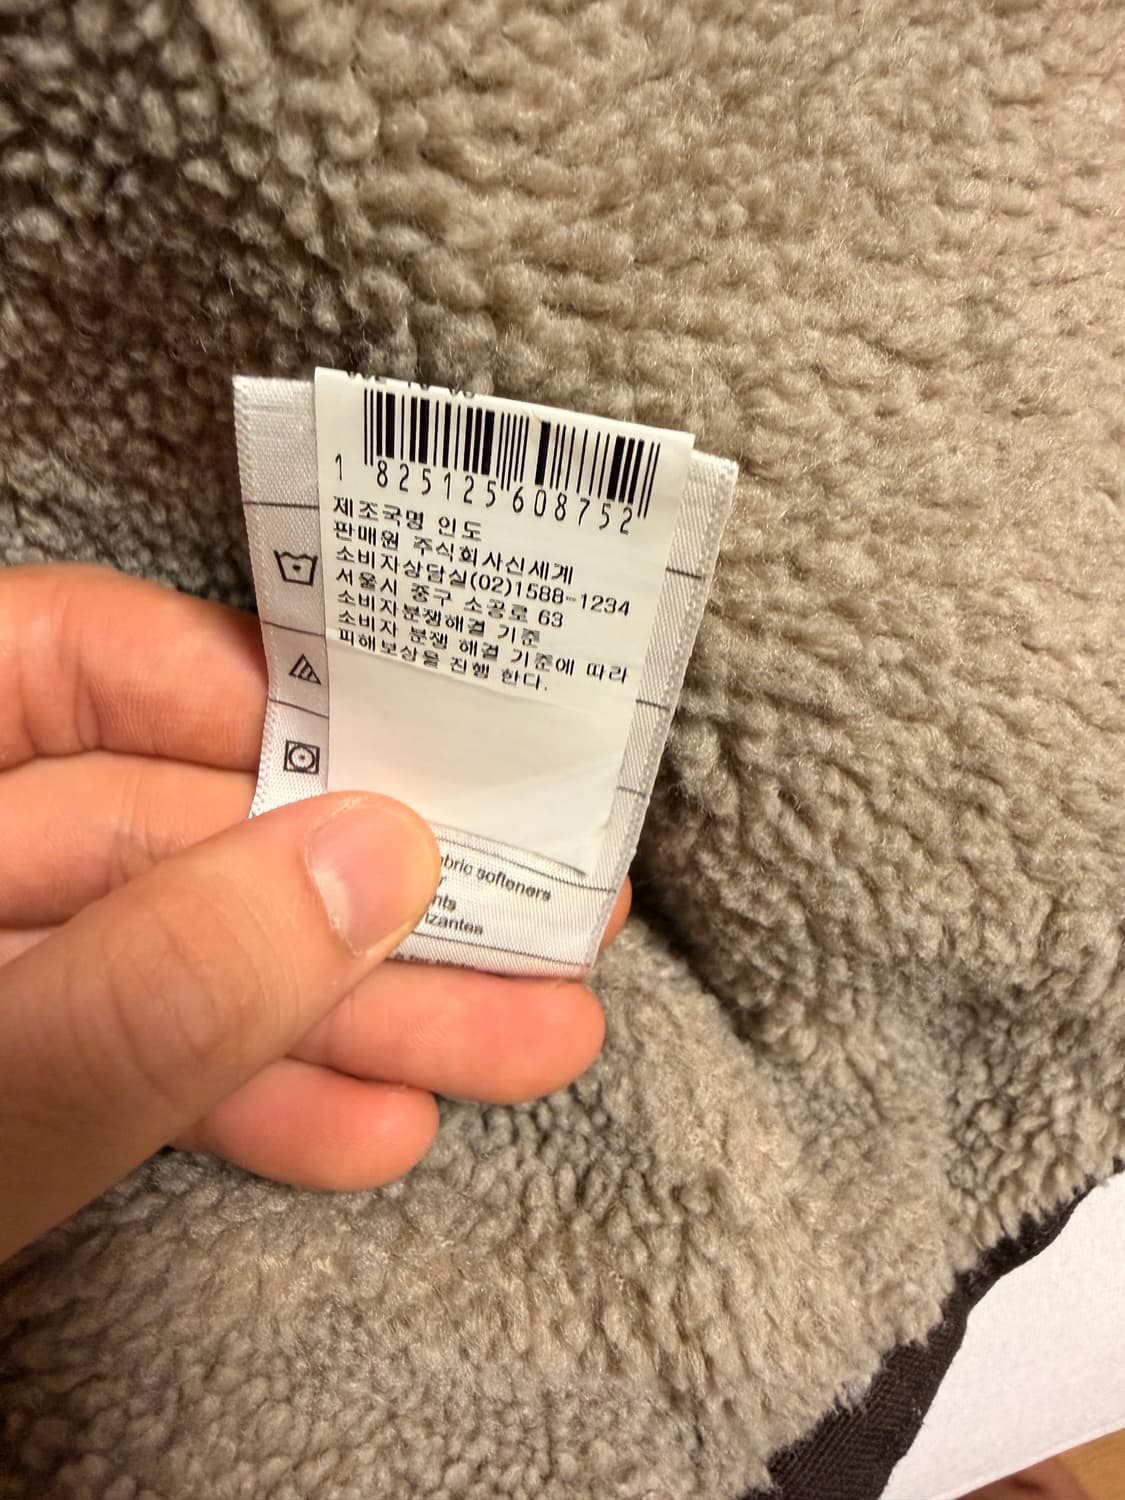 1 825125 608752
제조국명 인도
판매원 주식회사신세계
소비자상담실(02)1588-1234
서울시 중구 소공로 63
소비자분쟁해결 기준
소비자 분쟁 해결 기준에 따라
피해보상을 진행 한다.
softeners